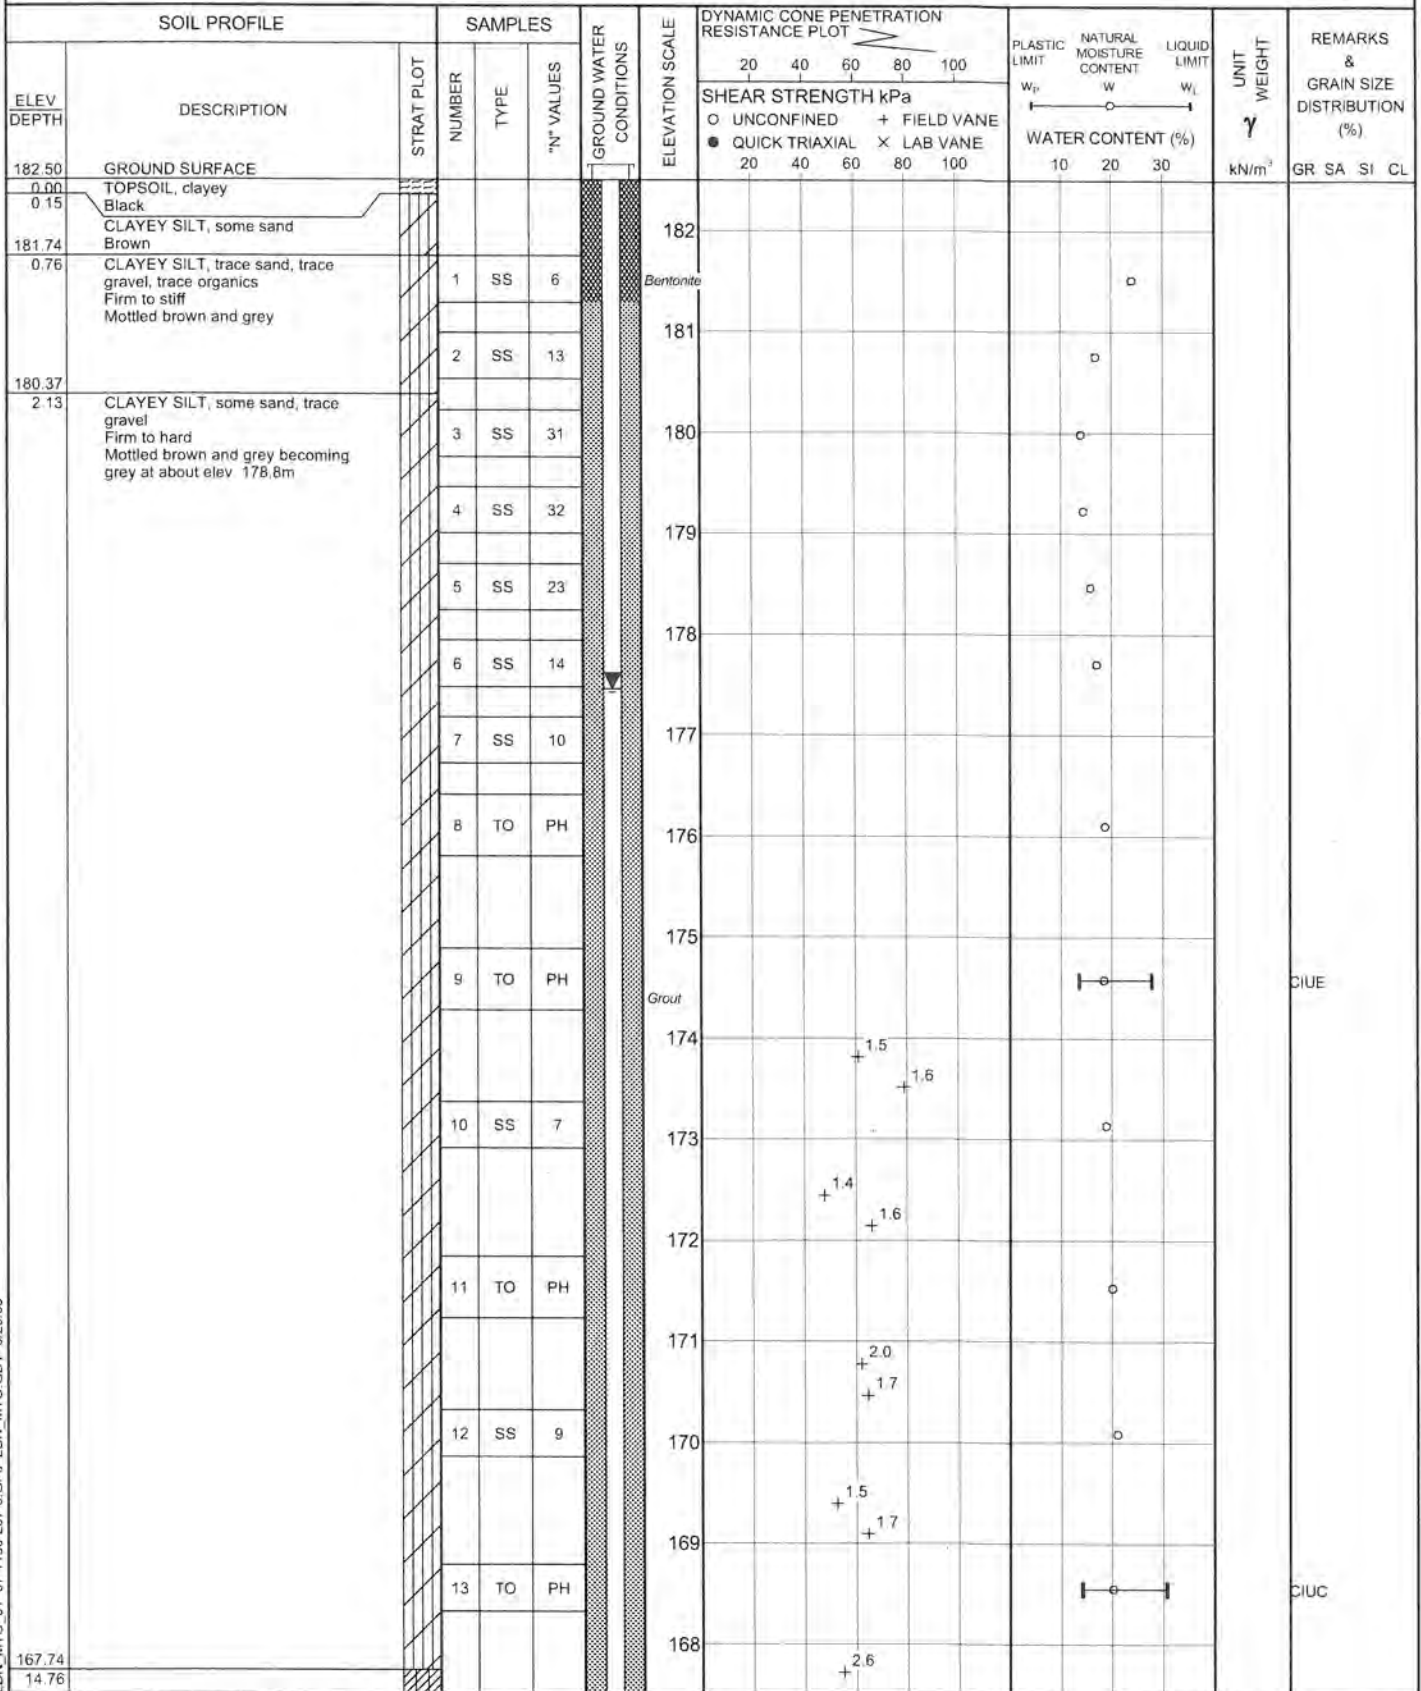 SOIL PROFILE
SAMPLES
GROUND WATER
CONDITIONS
ELEVATION SCALE
DYNAMIC CONE PENETRATION
RESISTANCE PLOT
20 40 60 80 100
PLASTIC
LIMIT
NATURAL
MOISTURE
CONTENT
LIQUID
LIMIT
UNIT
WEIGHT
REMARKS
&
GRAIN SIZE
DISTRIBUTION
(%)
ELEV
DEPTH
DESCRIPTION
STRAT PLOT
NUMBER
TYPE
"N" VALUES
SHEAR STRENGTH kPa
O UNCONFINED + FIELD VANE
● QUICK TRIAXIAL × LAB VANE
20 40 60 80 100
WP W WL
WATER CONTENT (%)
10 20 30
γ
kN/m³
GR SA SI CL
182.50 GROUND SURFACE
0.00 TOPSOIL, clayey
0.15 Black
CLAYEY SILT, some sand
181.74 Brown
0.76 CLAYEY SILT, trace sand, trace
gravel, trace organics
Firm to stiff
Mottled brown and grey
180.37
2.13 CLAYEY SILT, some sand, trace
gravel
Firm to hard
Mottled brown and grey becoming
grey at about elev 178.8m
167.74
14.76
1 SS 6
2 SS 13
3 SS 31
4 SS 32
5 SS 23
6 SS 14
7 SS 10
8 TO PH
9 TO PH
10 SS 7
11 TO PH
12 SS 9
13 TO PH
Bentonite
Grout
182
181
180
179
178
177
176
175
174
173
172
171
170
169
168
1.5
1.6
1.4
1.6
2.0
1.7
1.5
1.7
2.6
CIUE
CIUC